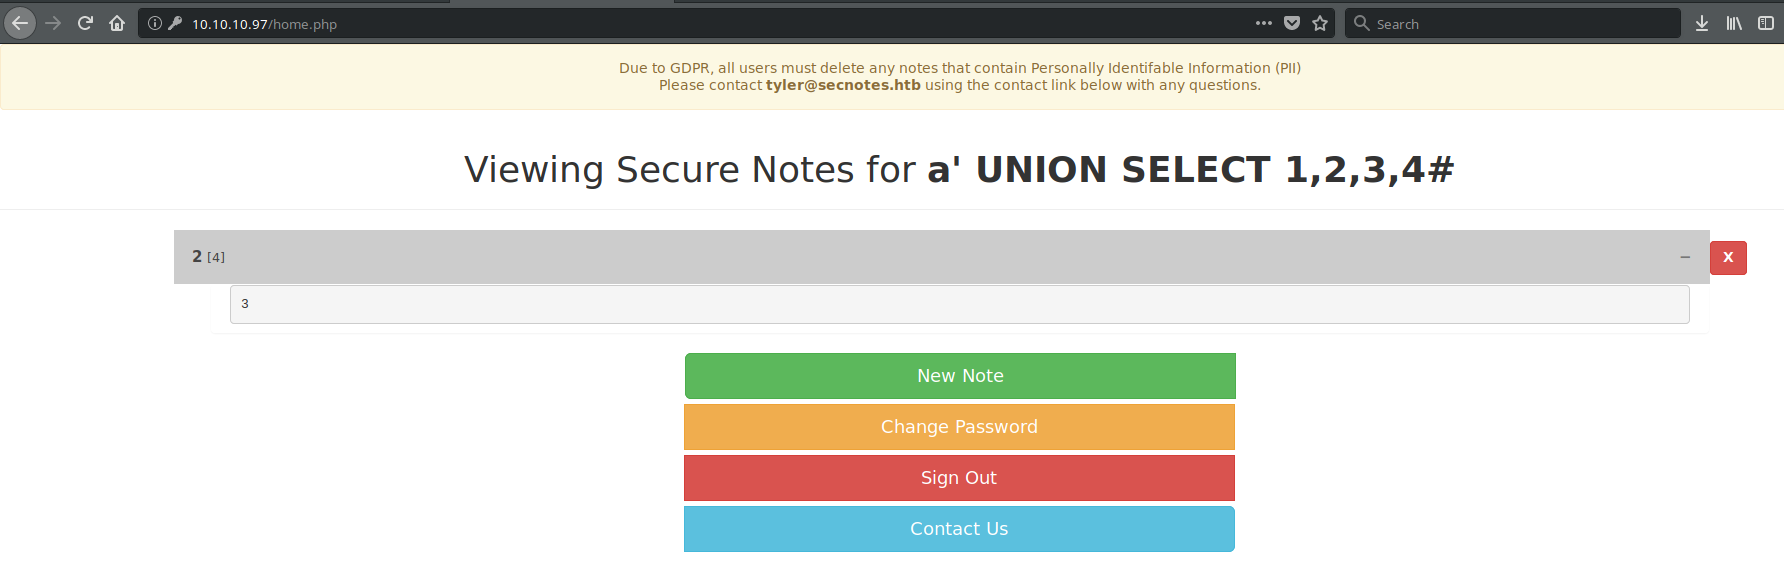 10.10.10.97/home.php
Search
Due to GDPR, all users must delete any notes that contain Personally Identifable Information (PII)
Please contact tyler@secnotes.htb using the contact link below with any questions.
Viewing Secure Notes for a' UNION SELECT 1,2,3,4#
2 [4]
X
3
New Note
Change Password
Sign Out
Contact Us